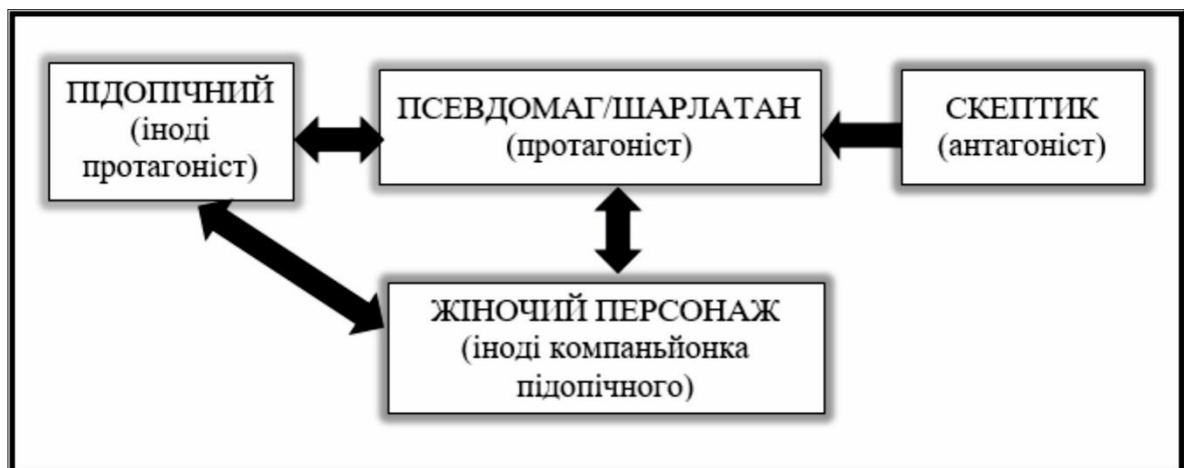 ПІДОПІЧНИЙ
(іноді
протагоніст)
ПСЕВДОМАГ/ШАРЛАТАН
(протагоніст)
СКЕПТИК
(антагоніст)
ЖІНОЧИЙ ПЕРСОНАЖ
(іноді компаньйонка
підопічного)